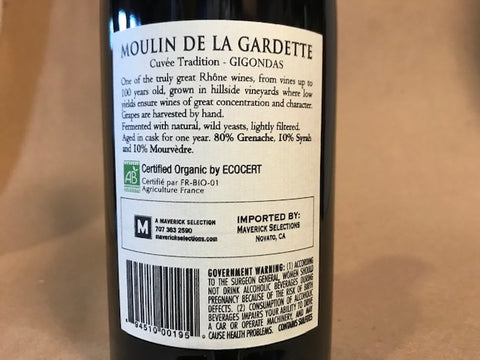 MOULIN DE LA GARDETTE
Cuvée Tradition - GIGONDAS
One of the truly great Rhône wines, from vines up to
100 years old, grown in hillside vineyards where low
yields ensure wines of great concentration and character.
Grapes are harvested by hand.
Fermented with natural, wild yeasts, lightly filtered.
Aged in cask for one year. 80% Grenache, 10% Syrah
and 10% Mourvèdre.
AB
Certified Organic by ECOCERT
Certifié par FR-BIO-01
Agriculture France
M
A MAVERICK SELECTION
707 363 2590
maverickselections.com
IMPORTED BY:
MAVERICK SELECTIONS
NOVATO, CA
GOVERNMENT WARNING: (1) ACCORDING
TO THE SURGEON GENERAL, WOMEN SHOULD
NOT DRINK ALCOHOLIC BEVERAGES DURING
PREGNANCY BECAUSE OF THE RISK OF BIRTH
DEFECTS. (2) CONSUMPTION OF ALCOHOLIC
BEVERAGES IMPAIRS YOUR ABILITY TO DRIVE
A CAR OR OPERATE MACHINERY, AND MAY
CAUSE HEALTH PROBLEMS. CONTAINS SULFITES
94510 00195